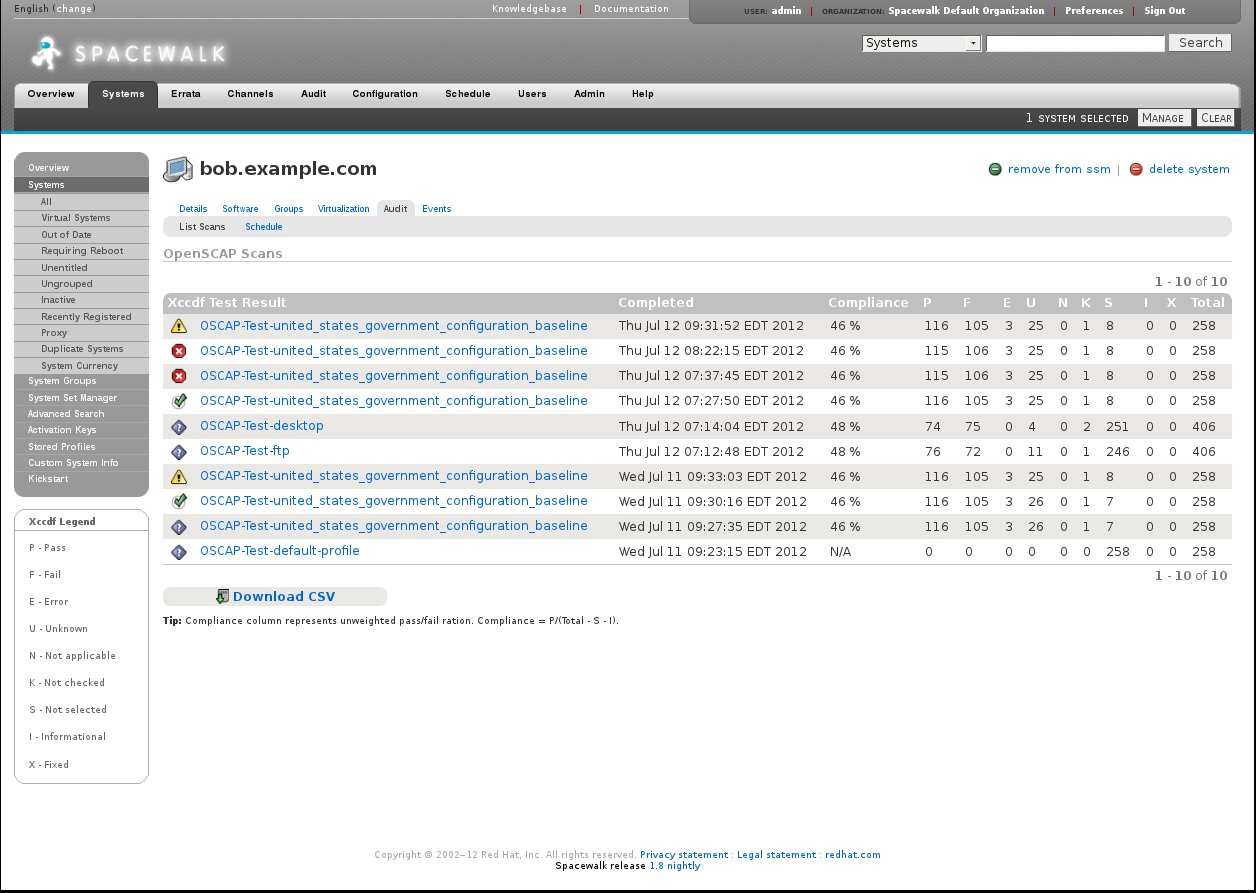 English (change) Knowledgebase | Documentation USER: admin | ORGANIZATION: Spacewalk Default Organization | Preferences | Sign Out
SPACEWALK Systems Search
Overview Systems Errata Channels Audit Configuration Schedule Users Admin Help
1 SYSTEM SELECTED MANAGE CLEAR
Overview
Systems
All
Virtual Systems
Out of Date
Requiring Reboot
Unentitled
Ungrouped
Inactive
Recently Registered
Proxy
Duplicate Systems
System Currency
System Groups
System Set Manager
Advanced Search
Activation Keys
Stored Profiles
Custom System Info
Kickstart
Xccdf Legend
P - Pass
F - Fail
E - Error
U - Unknown
N - Not applicable
K - Not checked
S - Not selected
I - Informational
X - Fixed
bob.example.com remove from ssm | delete system
Details Software Groups Virtualization Audit Events
List Scans Schedule
OpenSCAP Scans
1 - 10 of 10
Xccdf Test Result Completed Compliance P F E U N K S I X Total
OSCAP-Test-united_states_government_configuration_baseline Thu Jul 12 09:31:52 EDT 2012 46 % 116 105 3 25 0 1 8 0 0 258
OSCAP-Test-united_states_government_configuration_baseline Thu Jul 12 08:22:15 EDT 2012 46 % 115 106 3 25 0 1 8 0 0 258
OSCAP-Test-united_states_government_configuration_baseline Thu Jul 12 07:37:45 EDT 2012 46 % 115 106 3 25 0 1 8 0 0 258
OSCAP-Test-united_states_government_configuration_baseline Thu Jul 12 07:27:50 EDT 2012 46 % 116 105 3 25 0 1 8 0 0 258
OSCAP-Test-desktop Thu Jul 12 07:14:04 EDT 2012 48 % 74 75 0 4 0 2 251 0 0 406
OSCAP-Test-ftp Thu Jul 12 07:12:48 EDT 2012 48 % 76 72 0 11 0 1 246 0 0 406
OSCAP-Test-united_states_government_configuration_baseline Wed Jul 11 09:33:03 EDT 2012 46 % 116 105 3 25 0 1 8 0 0 258
OSCAP-Test-united_states_government_configuration_baseline Wed Jul 11 09:30:16 EDT 2012 46 % 116 105 3 26 0 1 7 0 0 258
OSCAP-Test-united_states_government_configuration_baseline Wed Jul 11 09:27:35 EDT 2012 46 % 116 105 3 26 0 1 7 0 0 258
OSCAP-Test-default-profile Wed Jul 11 09:23:15 EDT 2012 N/A 0 0 0 0 0 0 258 0 0 258
1 - 10 of 10
Download CSV
Tip: Compliance column represents unweighted pass/fail ration. Compliance = P/(Total - S - I).
Copyright © 2002–12 Red Hat, Inc. All rights reserved. Privacy statement : Legal statement : redhat.com
Spacewalk release 1.8 nightly